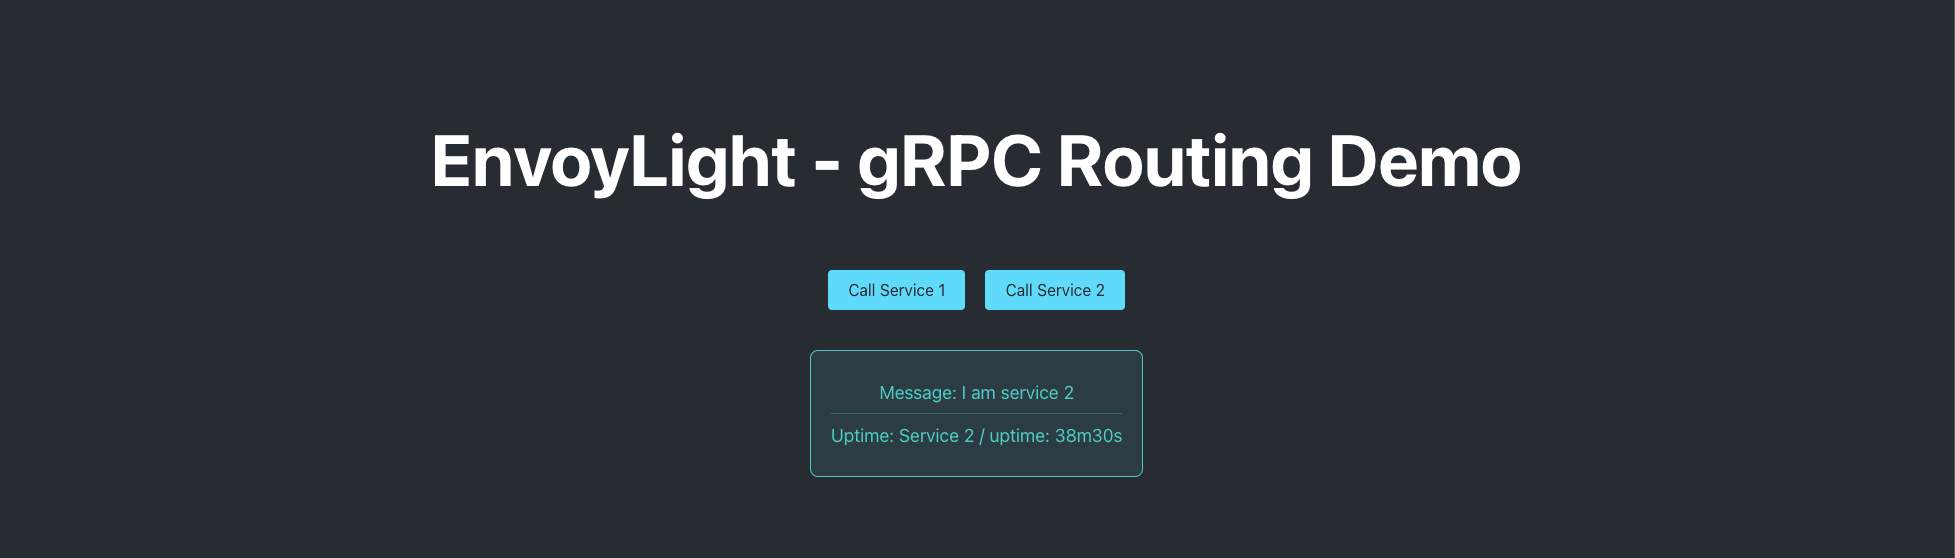 EnvoyLight - gRPC Routing Demo
Call Service 1 Call Service 2
Message: I am service 2
Uptime: Service 2 / uptime: 38m30s